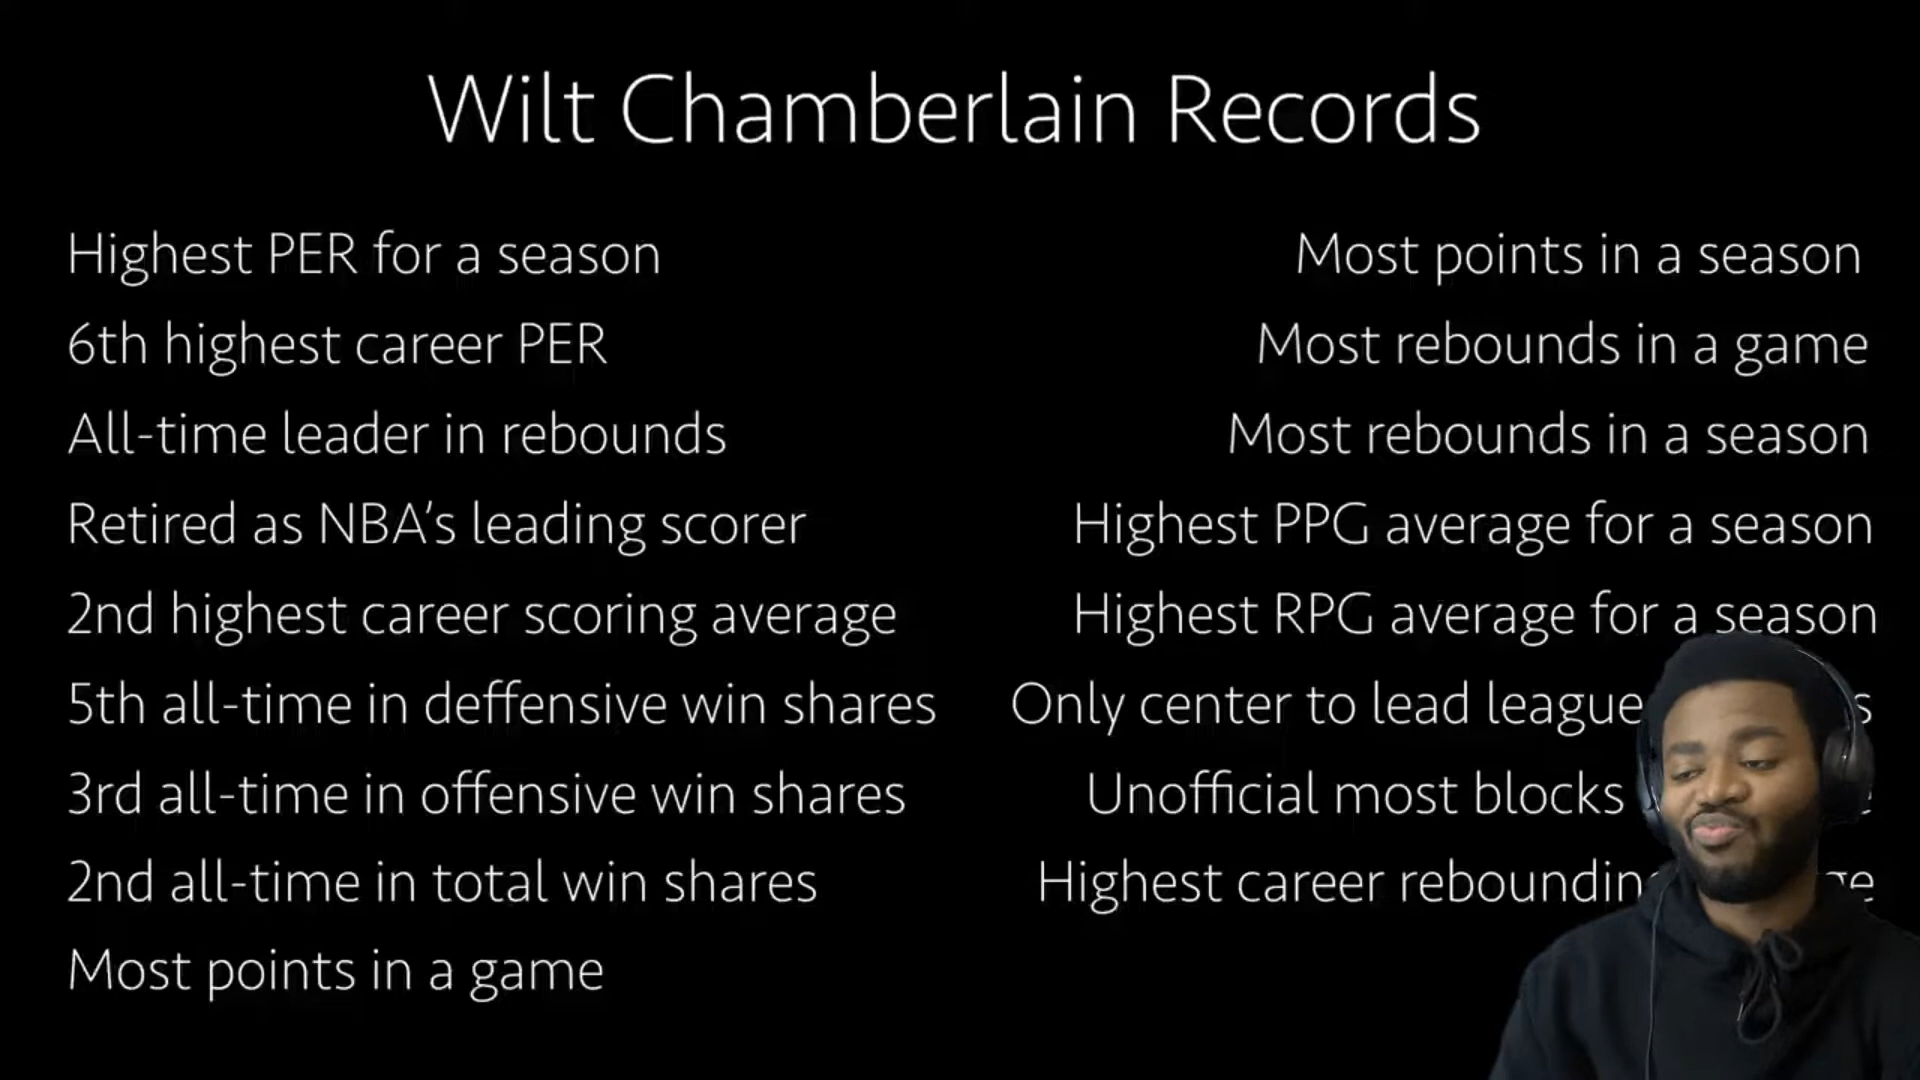 Wilt Chamberlain Records
Highest PER for a season
6th highest career PER
All-time leader in rebounds
Retired as NBA's leading scorer
2nd highest career scoring average
5th all-time in deffensive win shares
3rd all-time in offensive win shares
2nd all-time in total win shares
Most points in a game
Most points in a season
Most rebounds in a game
Most rebounds in a season
Highest PPG average for a season
Highest RPG average for a season
Only center to lead league
Unofficial most blocks
Highest career